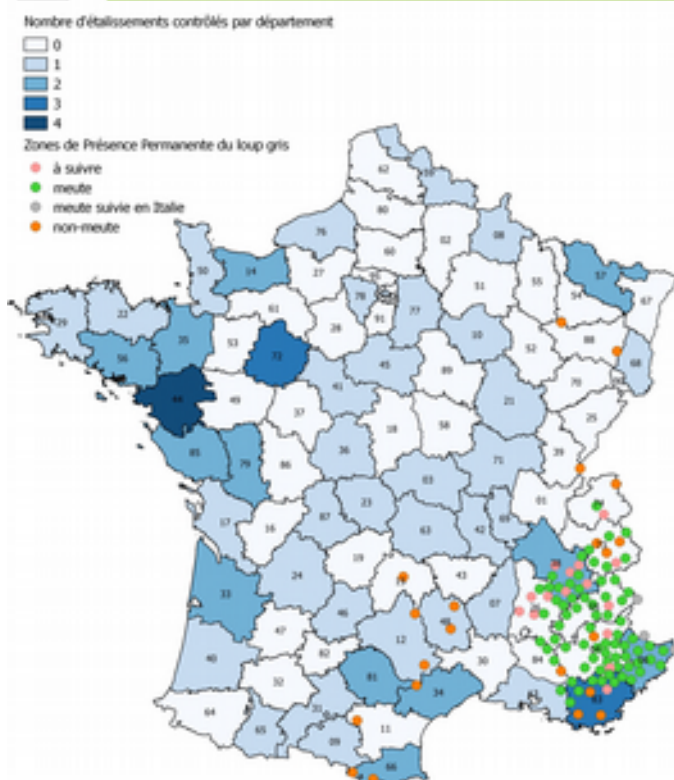 Nombre d'étalissements contrôlés par département
0
1
2
3
4
Zones de Présence Permanente du loup gris
à suivre
meute
meute suivie en Italie
non-meute
62
80
76 02 08
60
50 14 27 51 55 54 57 67
61 78 77
29 22 91
35 53 28 10 88
56 72 52 68
45 89 70
44 49 41 21
37 18 58 25
85 79 86 36 71 39
03 01
17 16 87 23 63 42 69
24 19 38
33 43
46 48 07
47 12
40 82 30 84
32 81 34
64 31 13 83
65 09 11
66